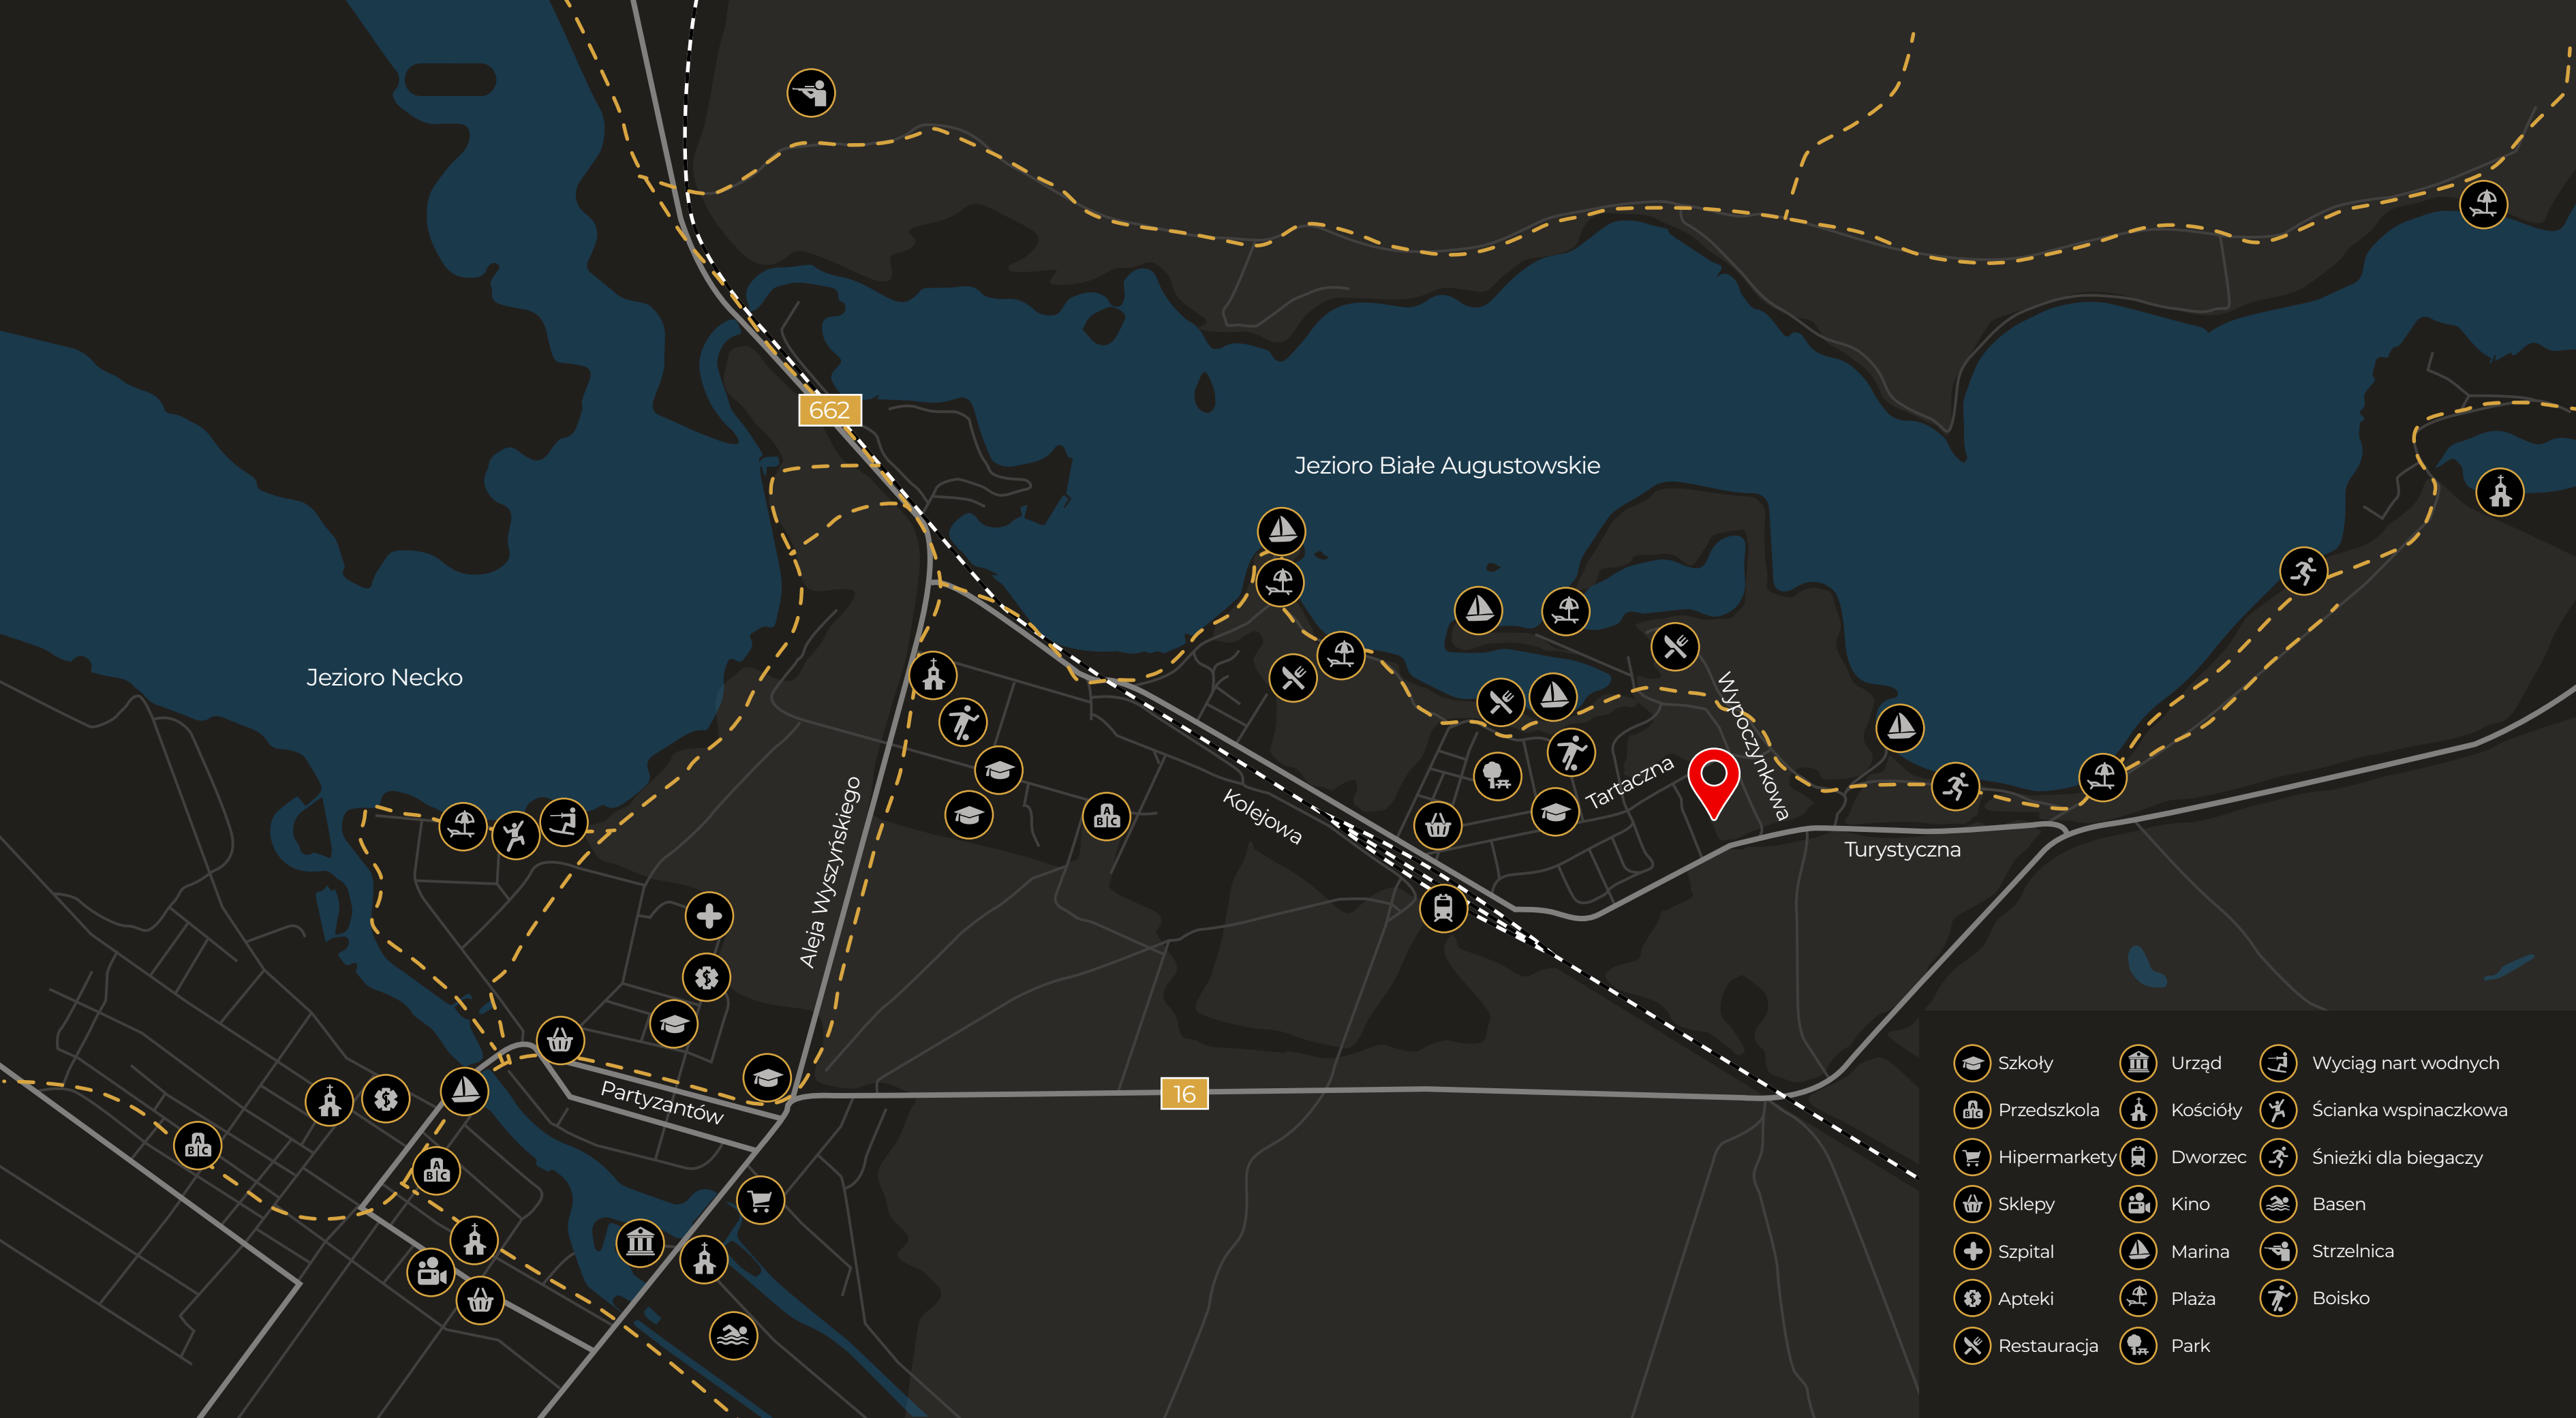 662
Jezioro Białe Augustowskie
Jezioro Necko
Wypoczynkowa
Tartaczna
Aleja Wyszyńskiego
Kolejowa
Turystyczna
Partyzantów
16
A
B C
A
B C
A
B C
Szkoły
Urząd
Wyciąg nart wodnych
A
B C
Przedszkola
Kościóły
Ścianka wspinaczkowa
Hipermarkety
Dworzec
Śnieżki dla biegaczy
Sklepy
Kino
Basen
Szpital
Marina
Strzelnica
Apteki
Plaża
Boisko
Restauracja
Park